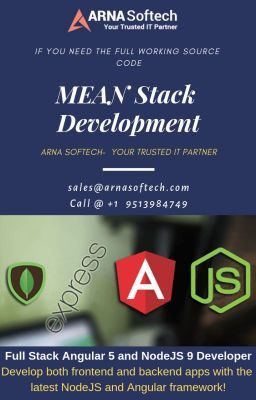 ARNA Softech
Your Trusted IT Partner
IF YOU NEED THE FULL WORKING SOURCE
CODE
MEAN Stack
Development
ARNA SOFTECH- YOUR TRUSTED IT PARTNER
sales@arnasoftech.com
Call @ +1 9513984749
express
A
JS
Full Stack Angular 5 and NodeJS 9 Developer
Develop both frontend and backend apps with the
latest NodeJS and Angular framework!